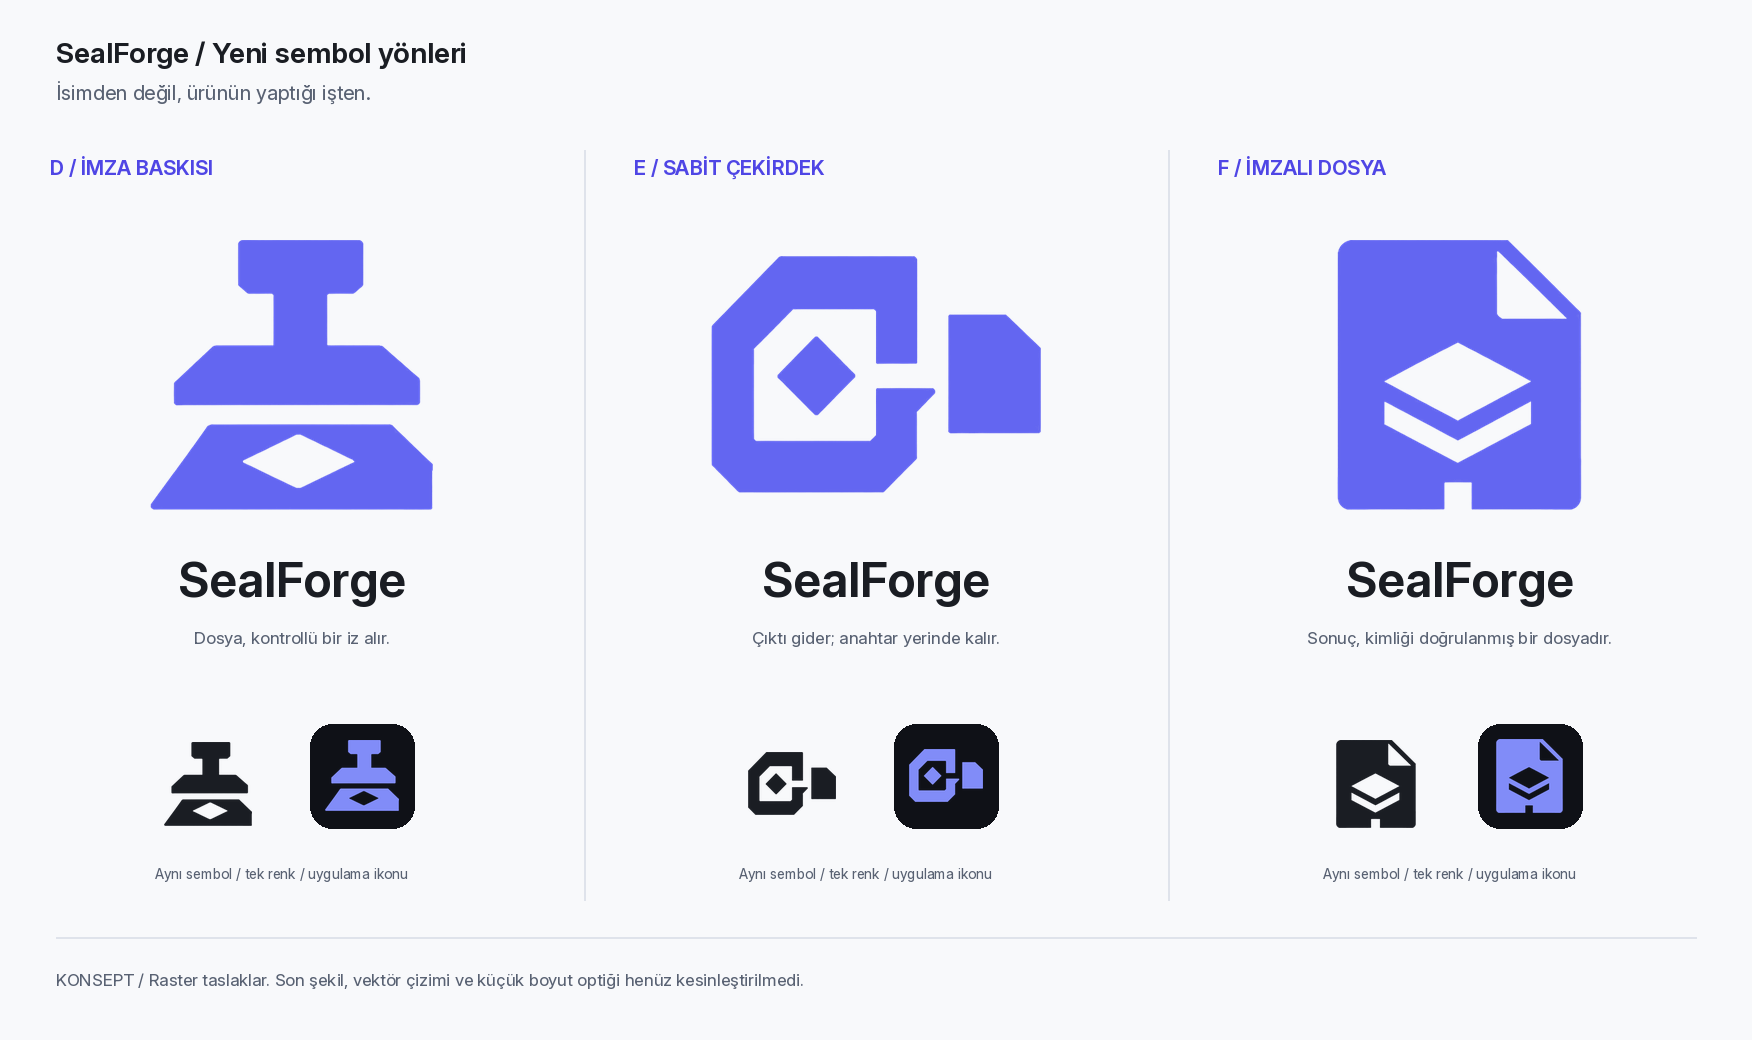 SealForge / Yeni sembol yönleri
İsimden değil, ürünün yaptığı işten.
D / İMZA BASKISI
SealForge
Dosya, kontrollü bir iz alır.
Aynı sembol / tek renk / uygulama ikonu
E / SABİT ÇEKİRDEK
SealForge
Çıktı gider; anahtar yerinde kalır.
Aynı sembol / tek renk / uygulama ikonu
F / İMZALI DOSYA
SealForge
Sonuç, kimliği doğrulanmış bir dosyadır.
Aynı sembol / tek renk / uygulama ikonu
KONSEPT / Raster taslaklar. Son şekil, vektör çizimi ve küçük boyut optiği henüz kesinleştirilmedi.